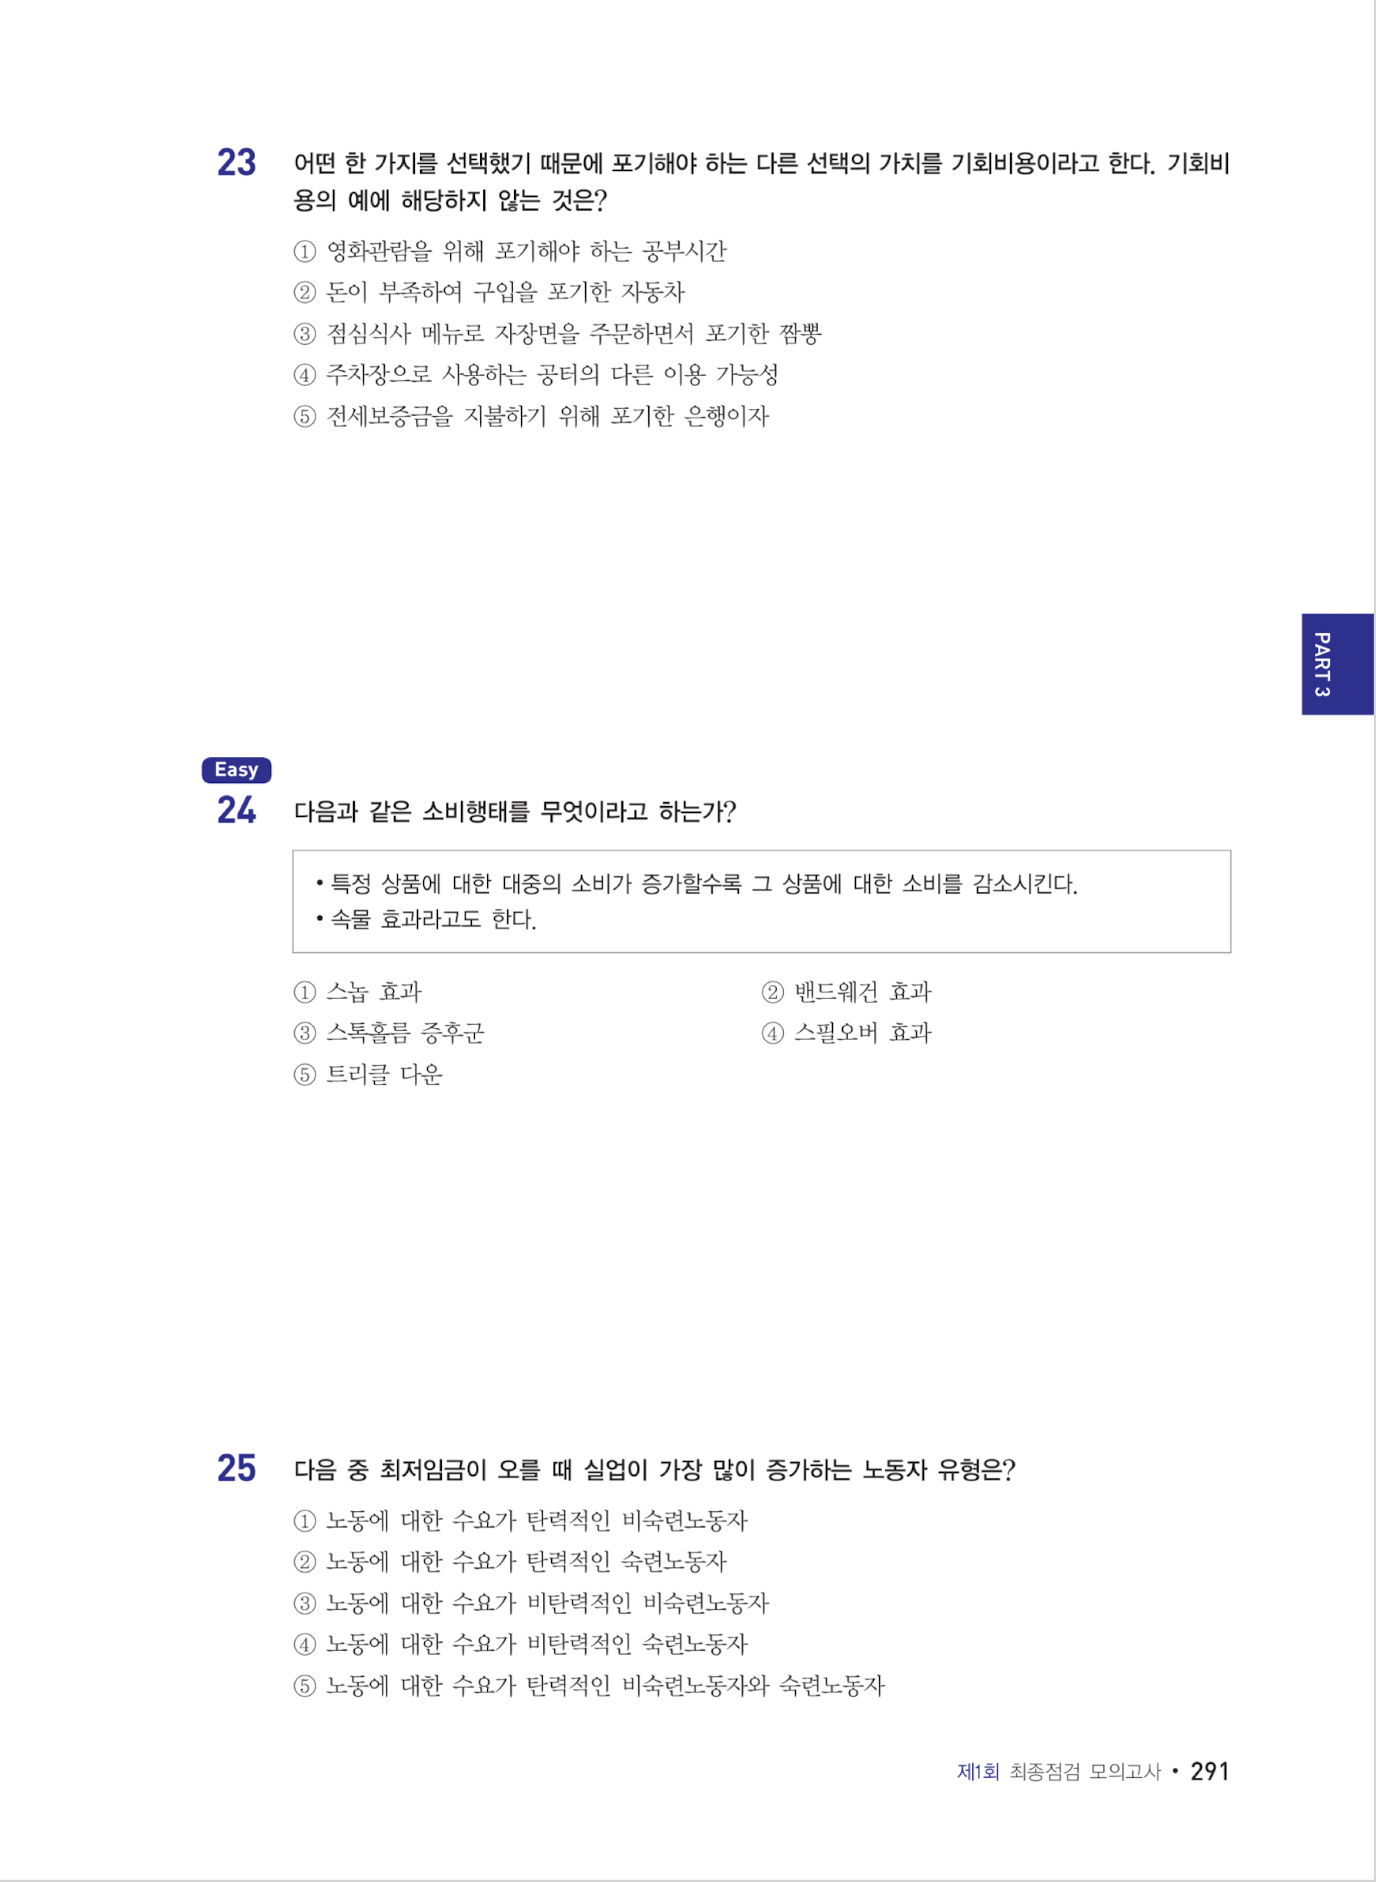 23 어떤 한 가지를 선택했기 때문에 포기해야 하는 다른 선택의 가치를 기회비용이라고 한다. 기회비
용의 예에 해당하지 않는 것은?
① 영화관람을 위해 포기해야 하는 공부시간
② 돈이 부족하여 구입을 포기한 자동차
③ 점심식사 메뉴로 자장면을 주문하면서 포기한 짬뽕
④ 주차장으로 사용하는 공터의 다른 이용 가능성
⑤ 전세보증금을 지불하기 위해 포기한 은행이자
PART 3
Easy
24 다음과 같은 소비행태를 무엇이라고 하는가?
• 특정 상품에 대한 대중의 소비가 증가할수록 그 상품에 대한 소비를 감소시킨다.
• 속물 효과라고도 한다.
① 스놉 효과 ② 밴드웨건 효과
③ 스톡홀름 증후군 ④ 스필오버 효과
⑤ 트리클 다운
25 다음 중 최저임금이 오를 때 실업이 가장 많이 증가하는 노동자 유형은?
① 노동에 대한 수요가 탄력적인 비숙련노동자
② 노동에 대한 수요가 탄력적인 숙련노동자
③ 노동에 대한 수요가 비탄력적인 비숙련노동자
④ 노동에 대한 수요가 비탄력적인 숙련노동자
⑤ 노동에 대한 수요가 탄력적인 비숙련노동자와 숙련노동자
제1회 최종점검 모의고사 • 291